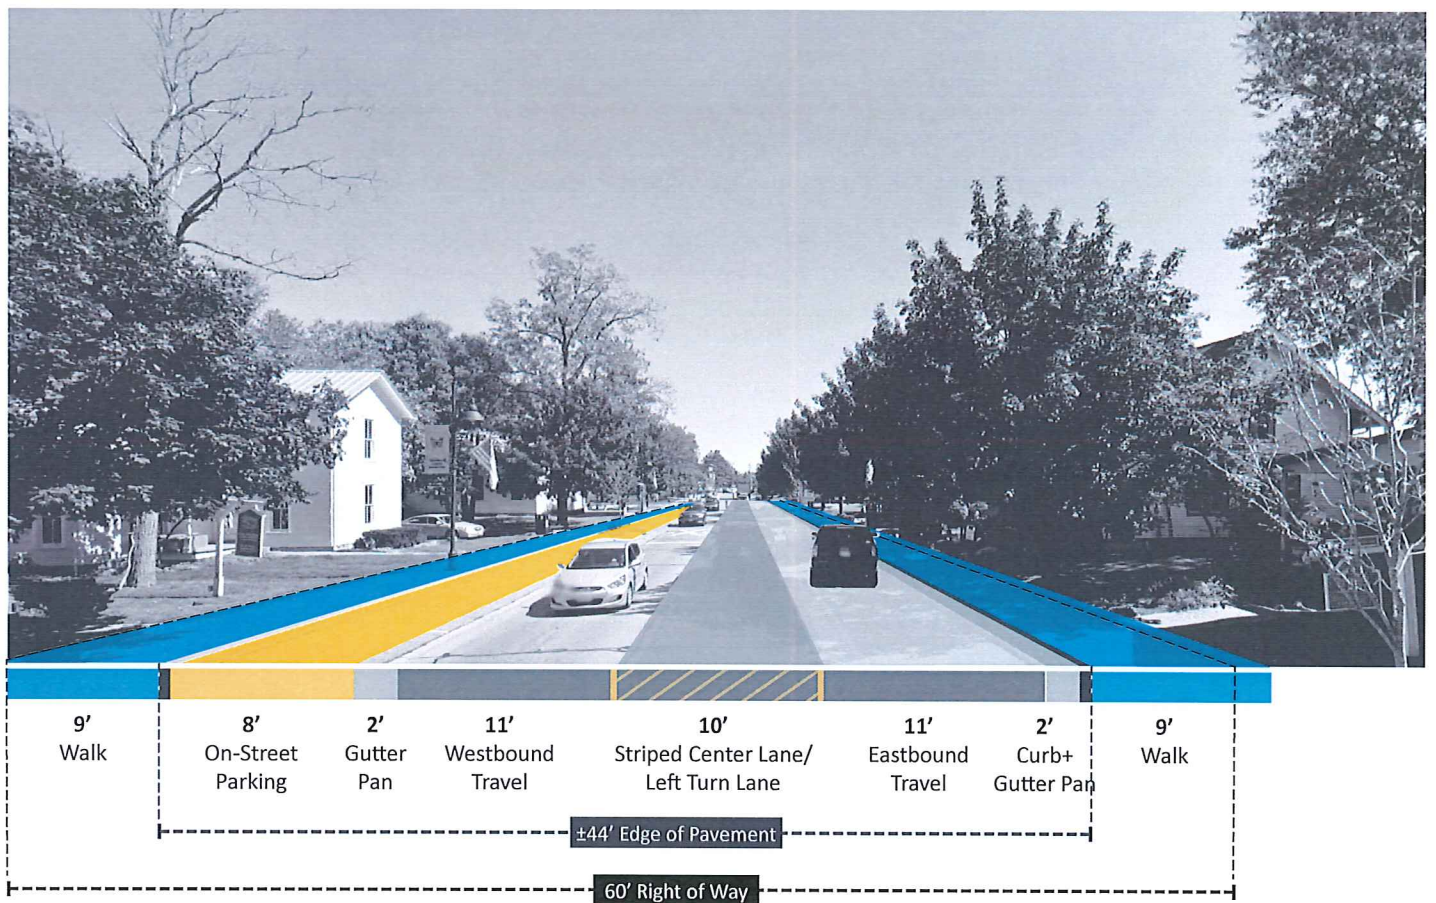 9'
Walk
8'
On-Street
Parking
2'
Gutter
Pan
11'
Westbound
Travel
10'
Striped Center Lane/
Left Turn Lane
11'
Eastbound
Travel
2'
Curb+
Gutter Pan
9'
Walk
±44' Edge of Pavement
60' Right of Way